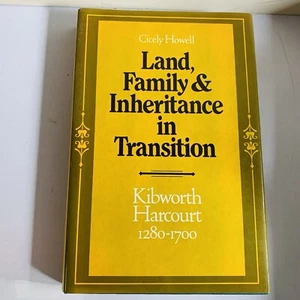 Cicely Howell
Land,
Family &
Inheritance
in
Transition
Kibworth
Harcourt
1280-1700